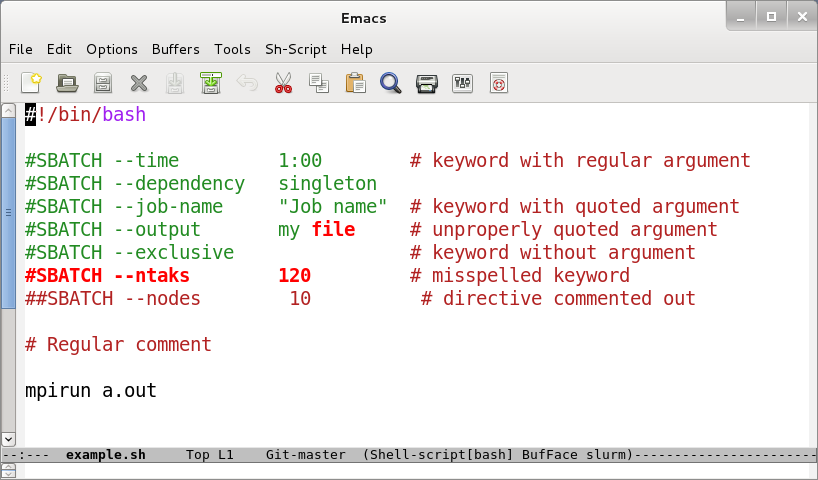 Emacs
File Edit Options Buffers Tools Sh-Script Help
#!/bin/bash
#SBATCH --time         1:00        # keyword with regular argument
#SBATCH --dependency   singleton
#SBATCH --job-name     "Job name"  # keyword with quoted argument
#SBATCH --output       my file     # unproperly quoted argument
#SBATCH --exclusive                # keyword without argument
#SBATCH --ntaks        120         # misspelled keyword
##SBATCH --nodes        10          # directive commented out
# Regular comment
mpirun a.out
--:---  example.sh     Top L1    Git-master  (Shell-script[bash] BufFace slurm)-----------------------